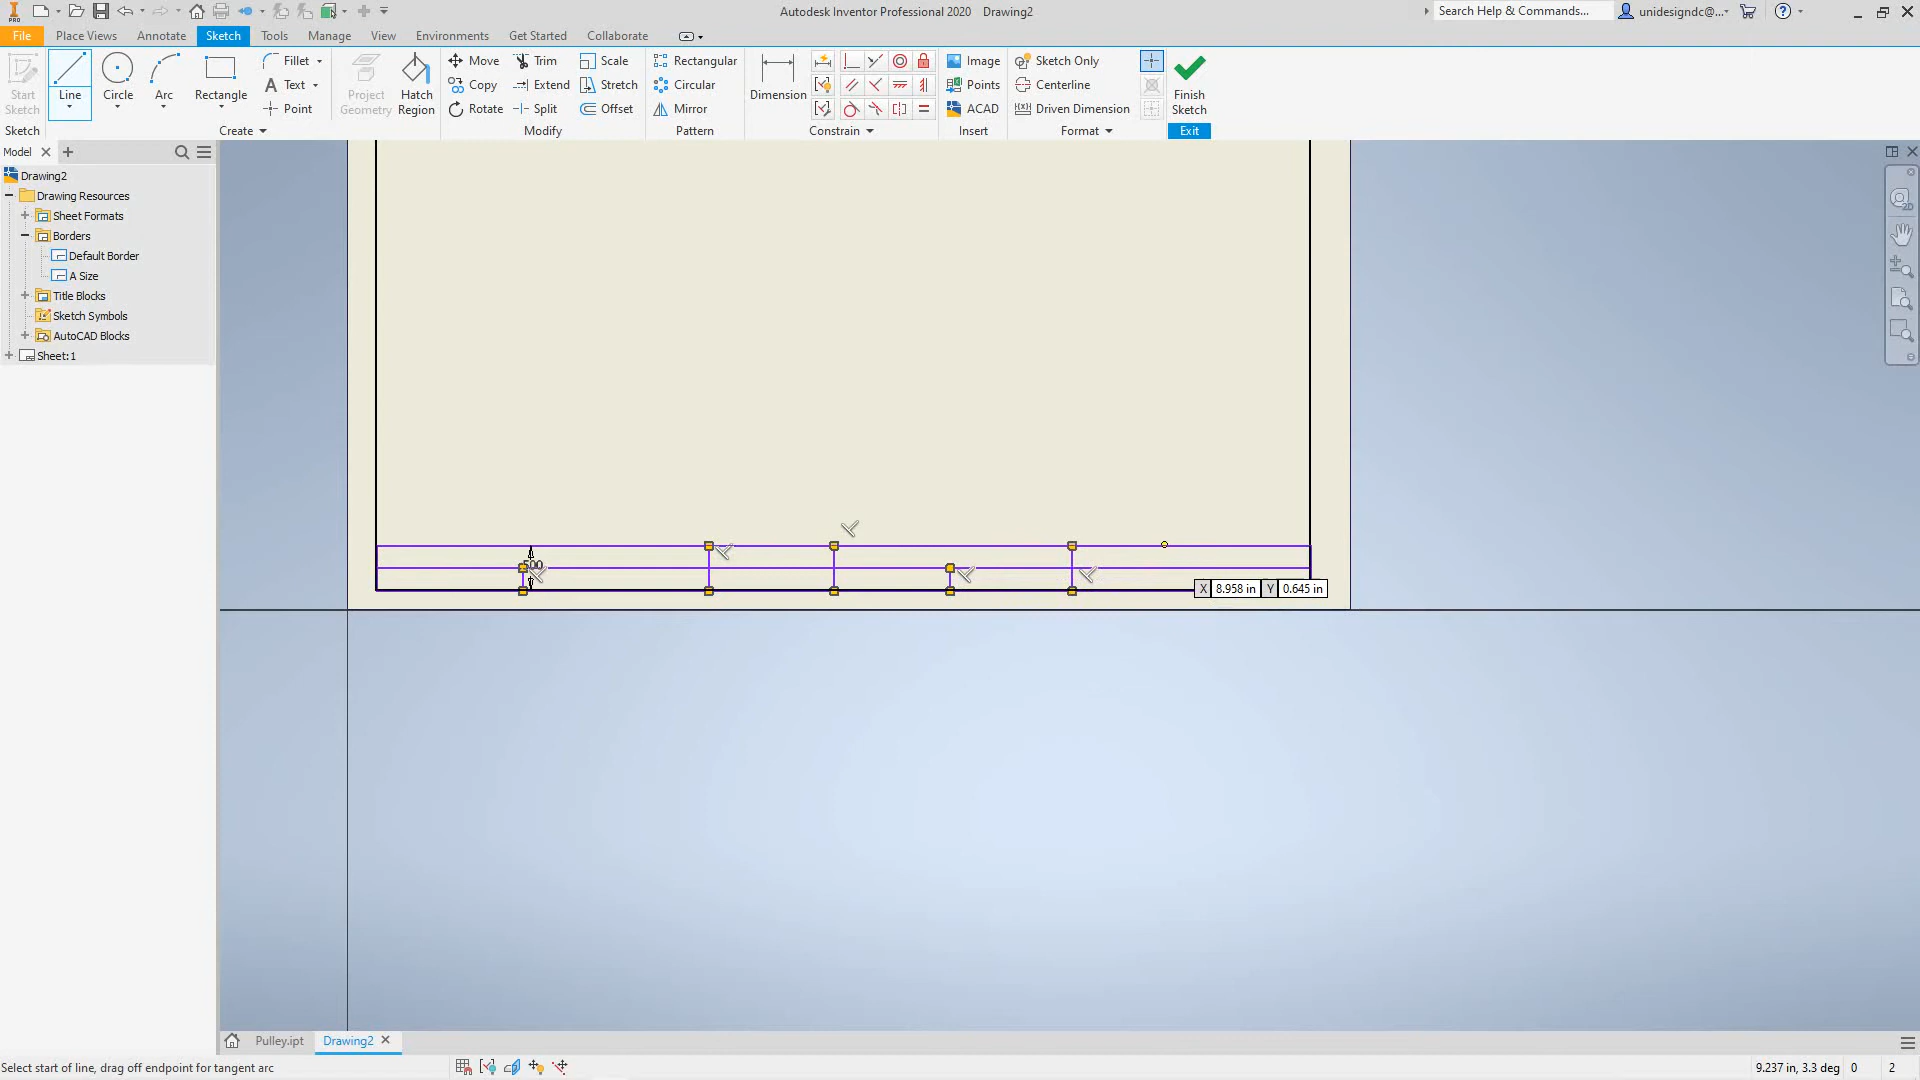 Autodesk Inventor Professional 2020 Drawing2
Search Help & Commands...
unidesigndc@...
PRO
File Place Views Annotate Sketch Tools Manage View Environments Get Started Collaborate
Start Sketch
Line
Circle
Arc
Rectangle
Fillet
Text
Point
Project Geometry
Hatch Region
Move
Copy
Rotate
Trim
Extend
Split
Scale
Stretch
Offset
Rectangular
Circular
Mirror
Dimension
Image
Points
ACAD
Sketch Only
Centerline
Driven Dimension
Finish Sketch
Sketch Create Modify Pattern Constrain Insert Format Exit
Model
Drawing2
Drawing Resources
Sheet Formats
Borders
Default Border
A Size
Title Blocks
Sketch Symbols
AutoCAD Blocks
Sheet:1
2D
.500
X 8.958 in Y 0.645 in
Pulley.ipt Drawing2
Select start of line, drag off endpoint for tangent arc
9.237 in, 3.3 deg 0 2